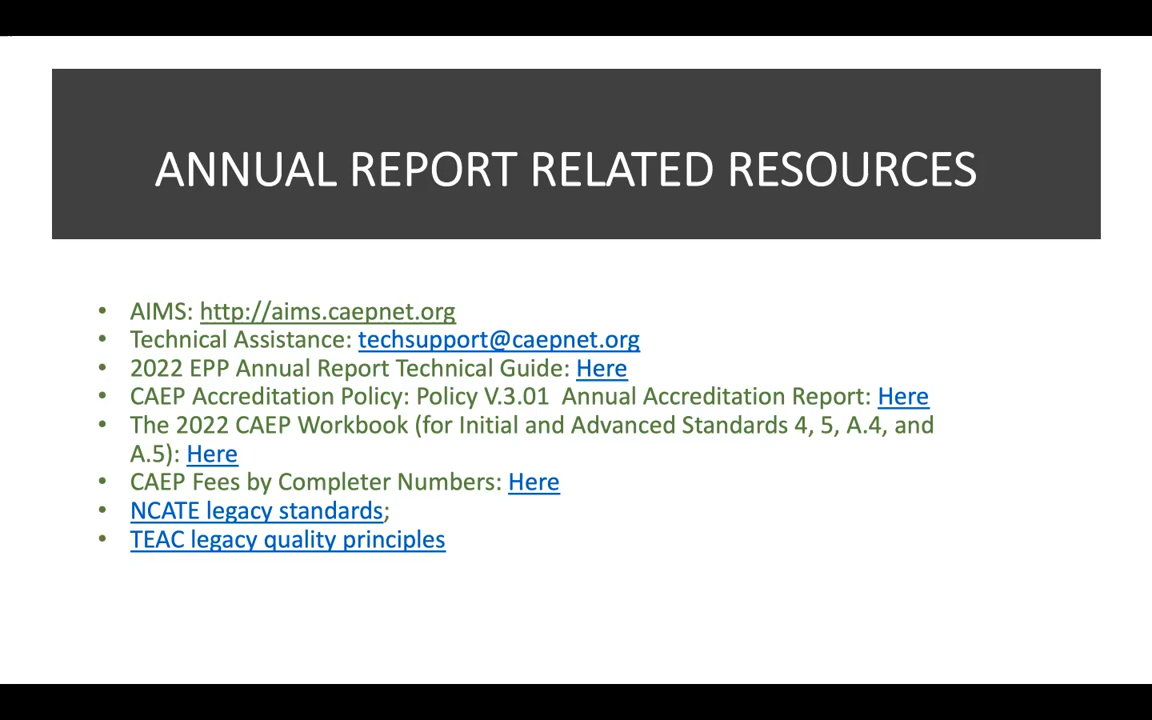 ANNUAL REPORT RELATED RESOURCES
• AIMS: http://aims.caepnet.org
• Technical Assistance: techsupport@caepnet.org
• 2022 EPP Annual Report Technical Guide: Here
• CAEP Accreditation Policy: Policy V.3.01  Annual Accreditation Report: Here
• The 2022 CAEP Workbook (for Initial and Advanced Standards 4, 5, A.4, and
A.5): Here
• CAEP Fees by Completer Numbers: Here
• NCATE legacy standards;
• TEAC legacy quality principles